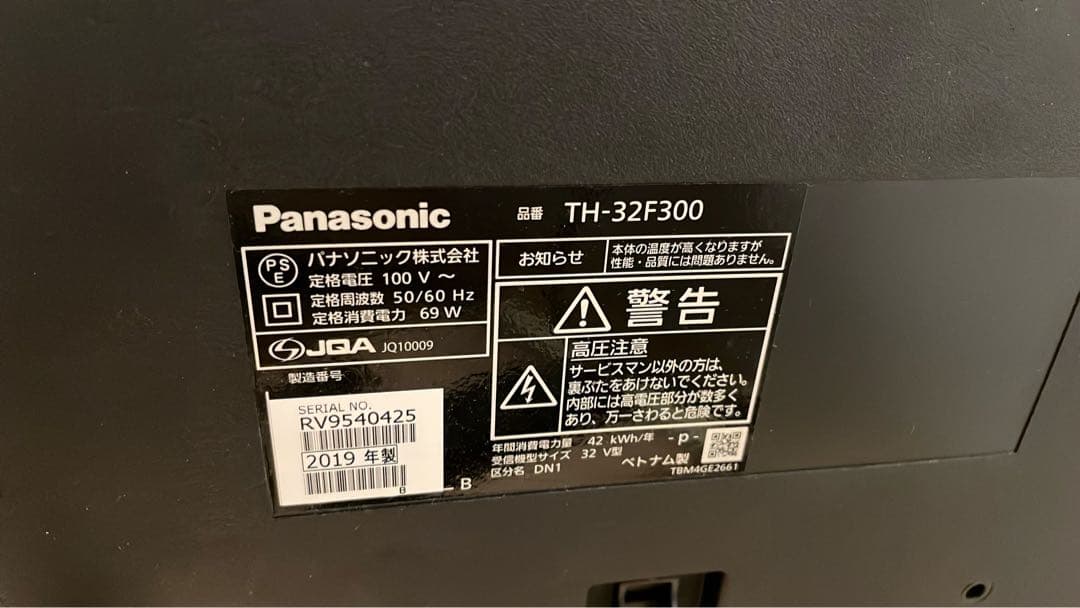 Panasonic
品番 TH-32F300
PS
E
パナソニック株式会社
定格電圧 100 V ～
定格周波数 50/60 Hz
定格消費電力 69 W
JQA JQ10009
製造番号
SERIAL NO.
RV9540425
2019 年製
B
B
お知らせ
本体の温度が高くなりますが
性能・品質には問題ありません。
警告
高圧注意
サービスマン以外の方は、
裏ぶたをあけないでください。
内部には高電圧部分が数多く
あり、万一さわると危険です。
年間消費電力量 42 kWh/年
受信機型サイズ 32 V型
区分名 DN1
-p-
ベトナム製
TBM4GE2661